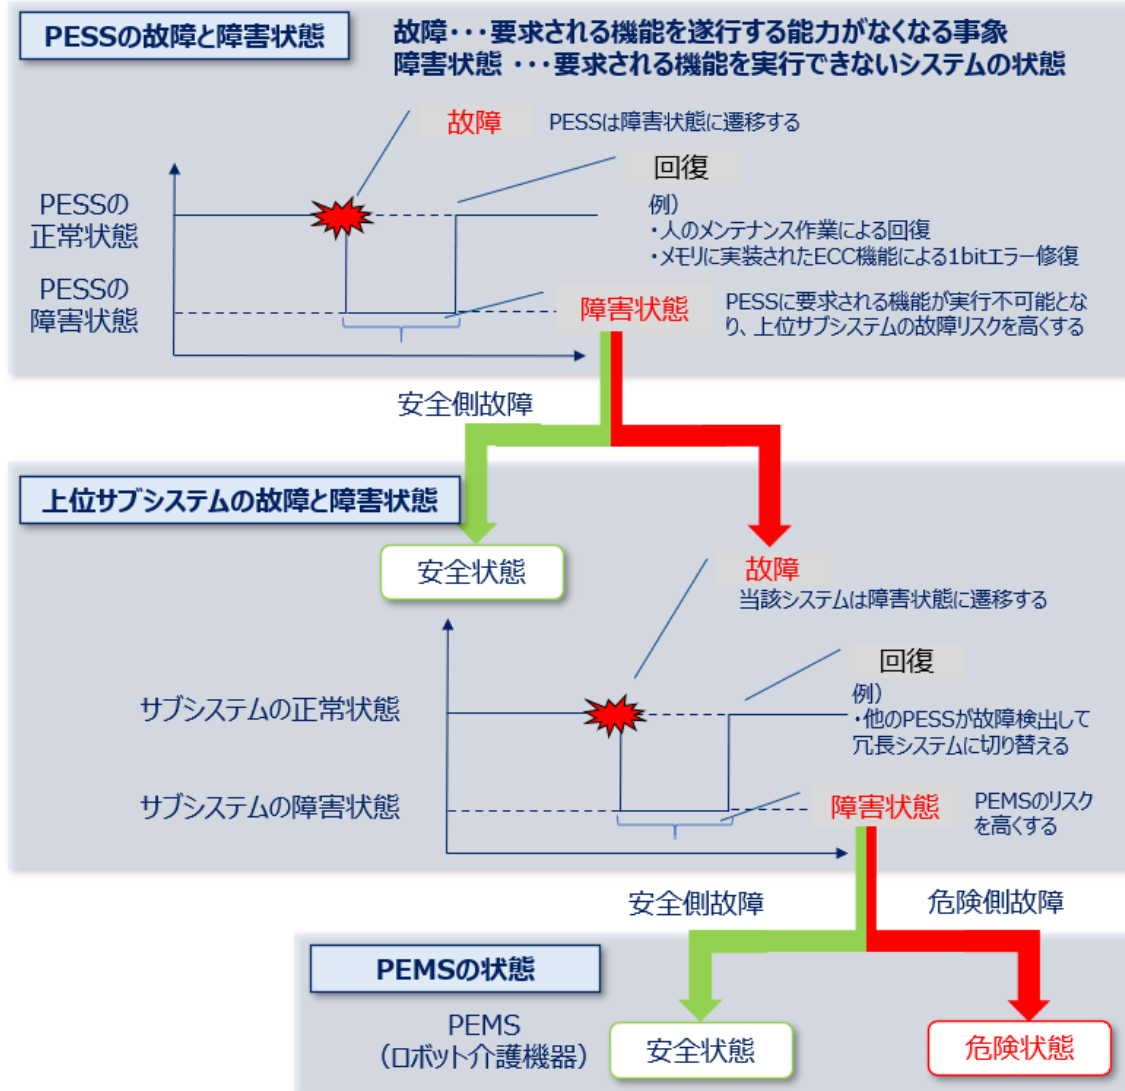 PESSの故障と障害状態
故障・・・要求される機能を遂行する能力がなくなる事象
障害状態 ・・・要求される機能を実行できないシステムの状態
故障
PESSは障害状態に遷移する
回復
例）
・人のメンテナンス作業による回復
・メモリに実装されたECC機能による1bitエラー修復
PESSの
正常状態
PESSの
障害状態
障害状態
PESSに要求される機能が実行不可能とな
り、上位サブシステムの故障リスクを高くする
安全側故障
上位サブシステムの故障と障害状態
安全状態
故障
当該システムは障害状態に遷移する
回復
例）
・他のPESSが故障検出して
冗長システムに切り替える
サブシステムの正常状態
サブシステムの障害状態
障害状態
PEMSのリスク
を高くする
安全側故障
危険側故障
PEMSの状態
PEMS
（ロボット介護機器）
安全状態
危険状態